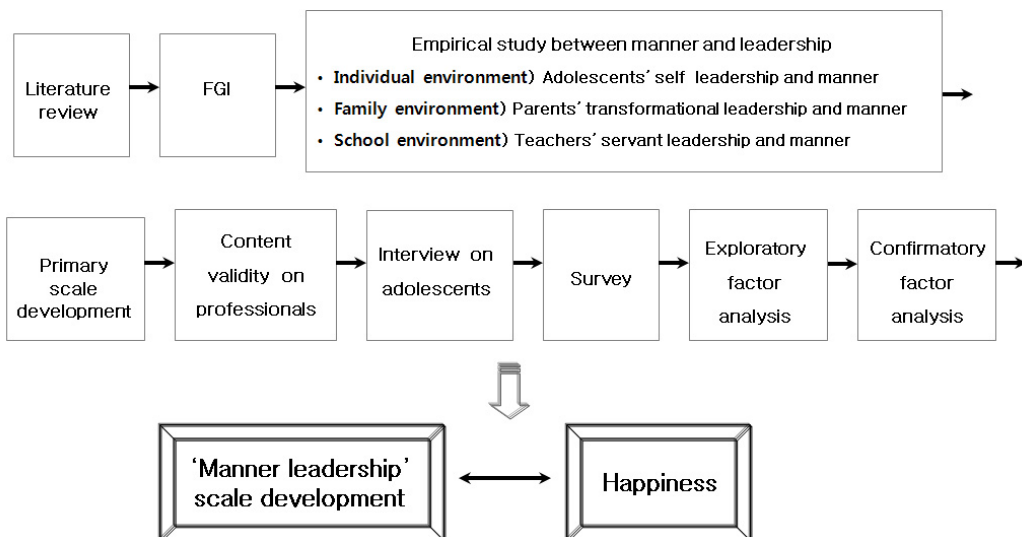 Literature
review
FGI
Empirical study between manner and leadership
• Individual environment) Adolescents' self leadership and manner
• Family environment) Parents' transformational leadership and manner
• School environment) Teachers' servant leadership and manner
Primary
scale
development
Content
validity on
professionals
Interview on
adolescents
Survey
Exploratory
factor
analysis
Confirmatory
factor
analysis
‘Manner leadership’
scale development
Happiness